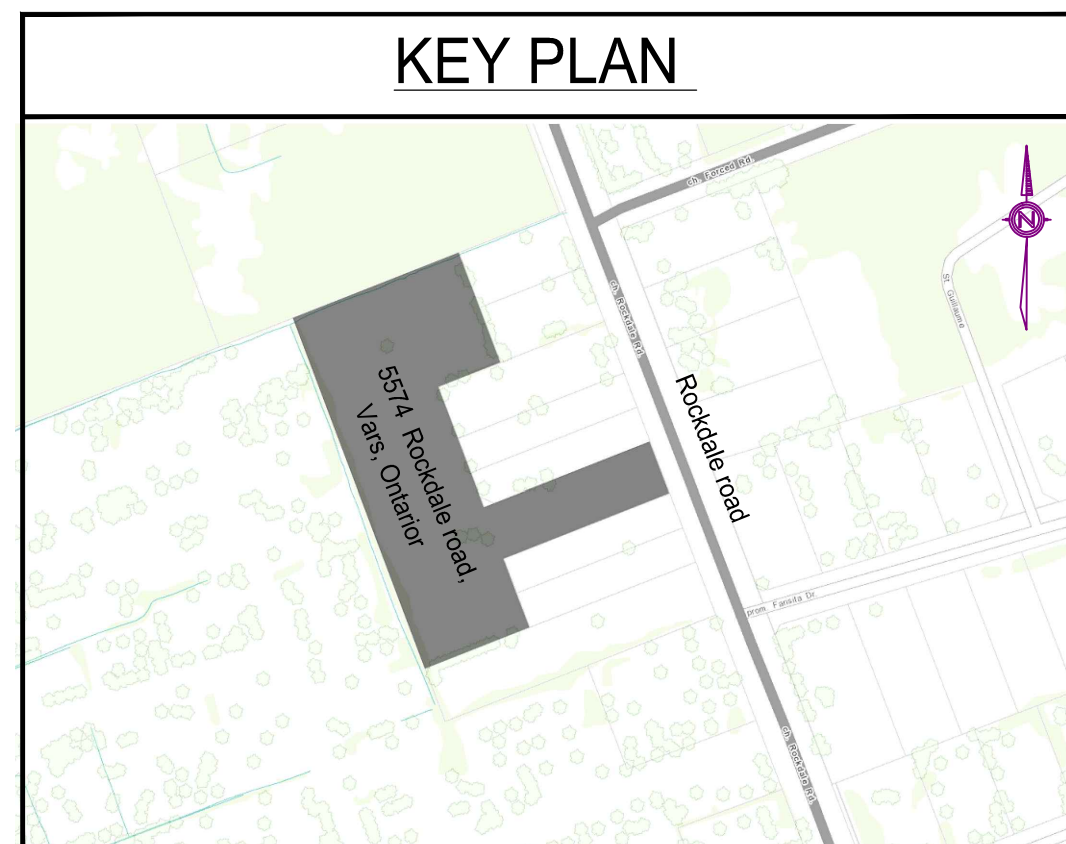 KEY PLAN
ch. Forced Rd.
N
St. Guillaume
ch. Rockdale Rd.
Rockdale road
5574 Rockdale road,
Vars, Ontarior
prom. Farisita Dr.
ch. Rockdale Rd.